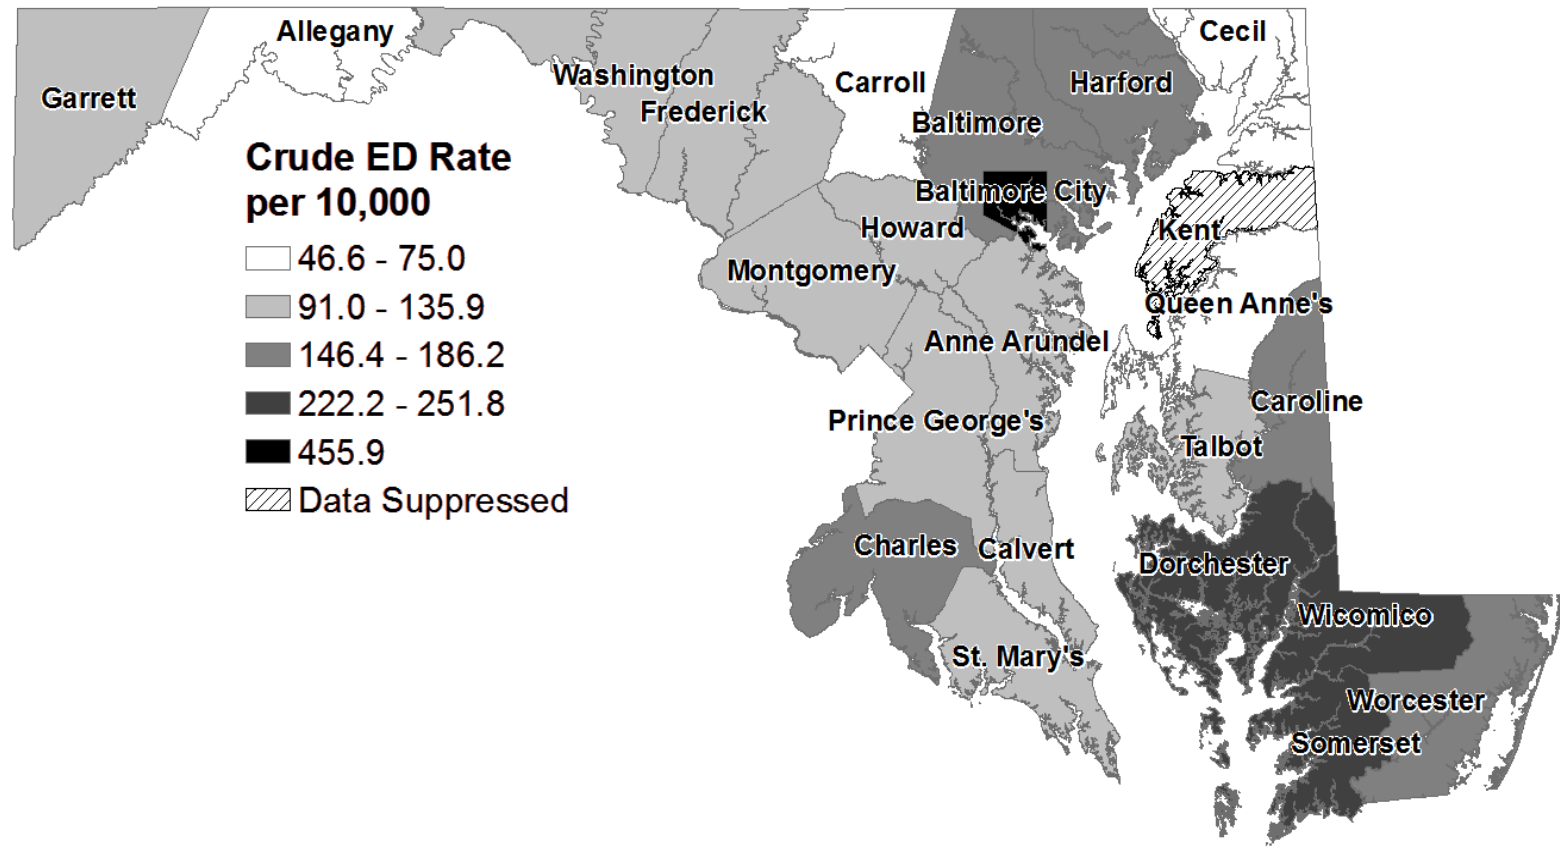 Allegany
Cecil
Garrett
Washington
Carroll
Harford
Frederick
Baltimore
Crude ED Rate
per 10,000
Baltimore City
Howard
Kent
46.6 - 75.0
Montgomery
91.0 - 135.9
Queen Anne's
Anne Arundel
146.4 - 186.2
222.2 - 251.8
Caroline
Prince George's
Talbot
455.9
Data Suppressed
Charles
Calvert
Dorchester
Wicomico
St. Mary's
Worcester
Somerset